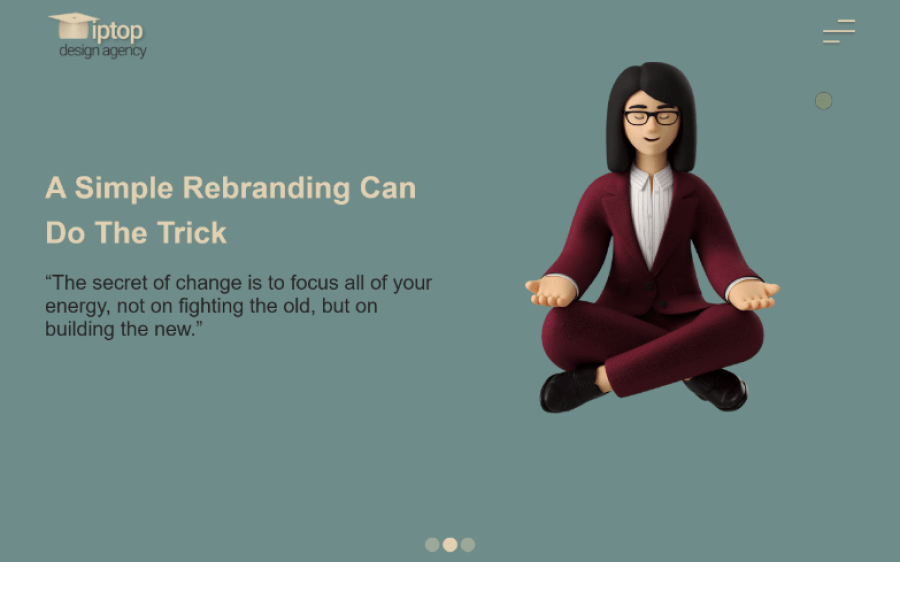 iptop
design agency
A Simple Rebranding Can
Do The Trick
“The secret of change is to focus all of your
energy, not on fighting the old, but on
building the new.”